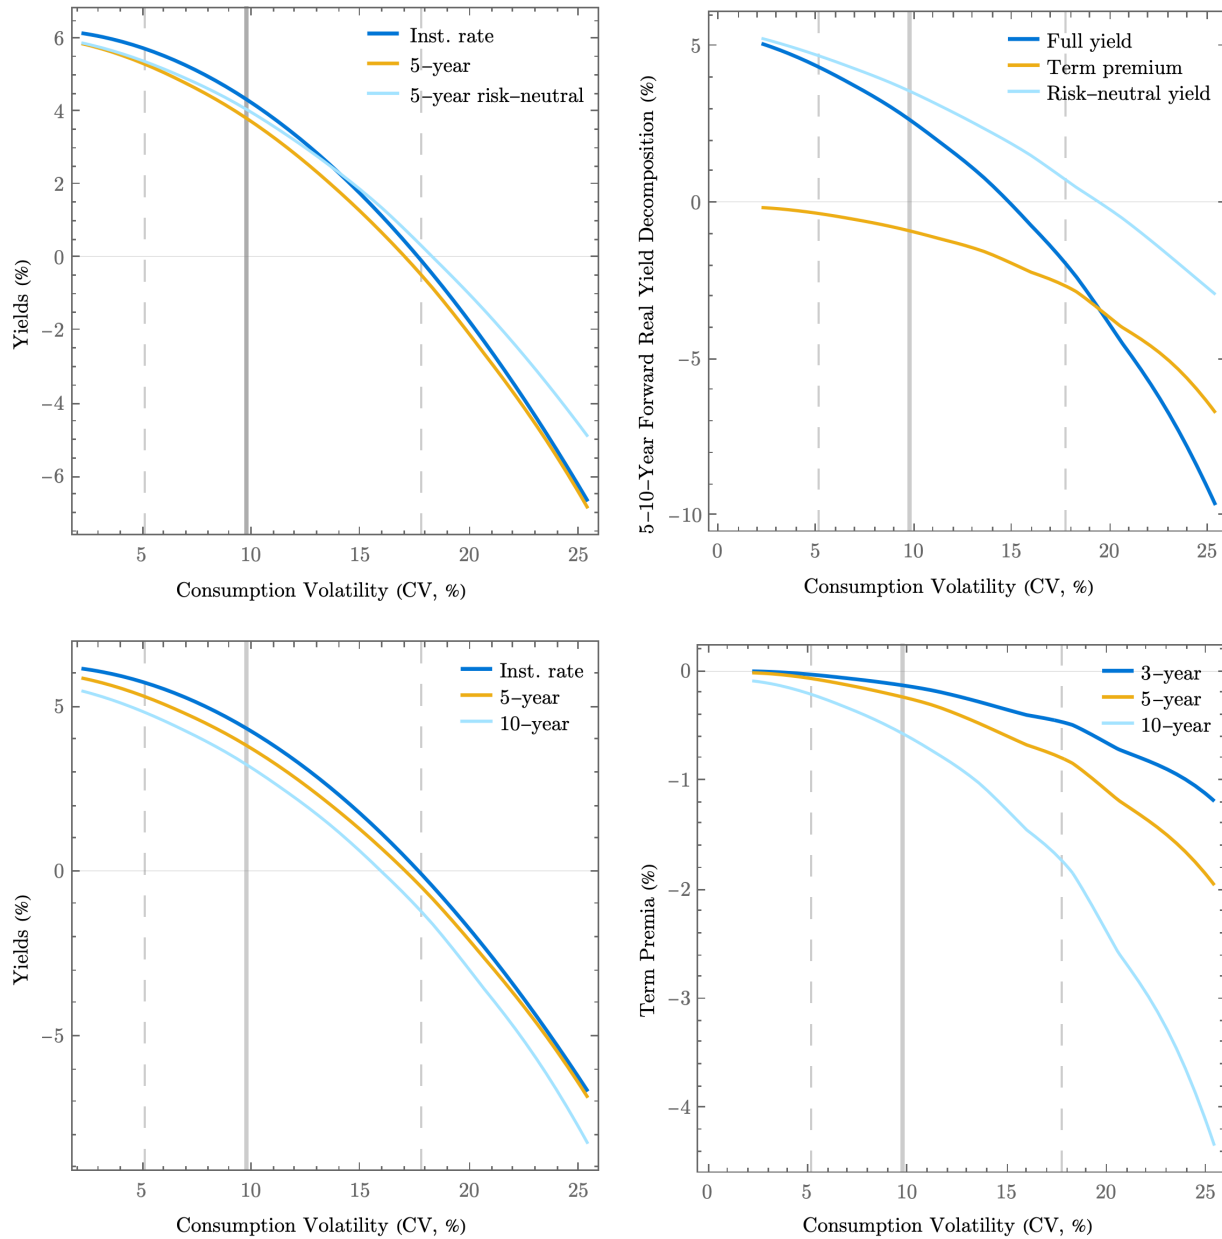 Yields (%)
6
4
2
0
−2
−4
−6
Inst. rate
5−year
5−year risk−neutral
5
10
15
20
25
Consumption Volatility (CV, %)
5−10−Year Forward Real Yield Decomposition (%)
5
0
−5
−10
Full yield
Term premium
Risk−neutral yield
0
5
10
15
20
25
Consumption Volatility (CV, %)
Yields (%)
5
0
−5
Inst. rate
5−year
10−year
5
10
15
20
25
Consumption Volatility (CV, %)
Term Premia (%)
0
−1
−2
−3
−4
3−year
5−year
10−year
0
5
10
15
20
25
Consumption Volatility (CV, %)